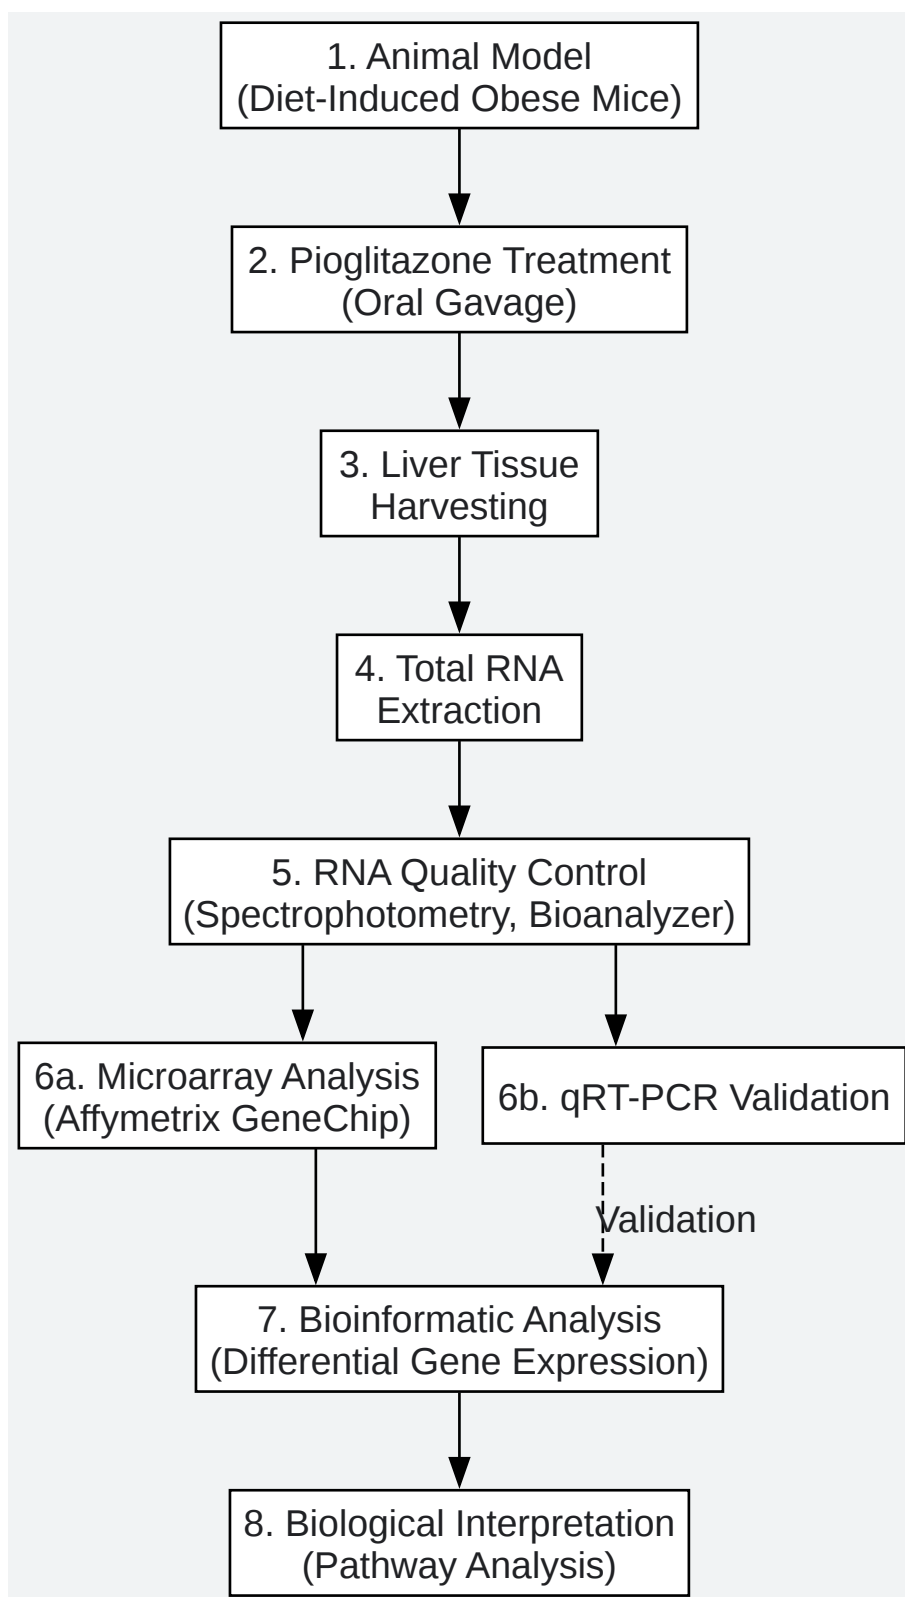 1. Animal Model
(Diet-Induced Obese Mice)
2. Pioglitazone Treatment
(Oral Gavage)
3. Liver Tissue
Harvesting
4. Total RNA
Extraction
5. RNA Quality Control
(Spectrophotometry, Bioanalyzer)
6a. Microarray Analysis
(Affymetrix GeneChip)
6b. qRT-PCR Validation
Validation
7. Bioinformatic Analysis
(Differential Gene Expression)
8. Biological Interpretation
(Pathway Analysis)